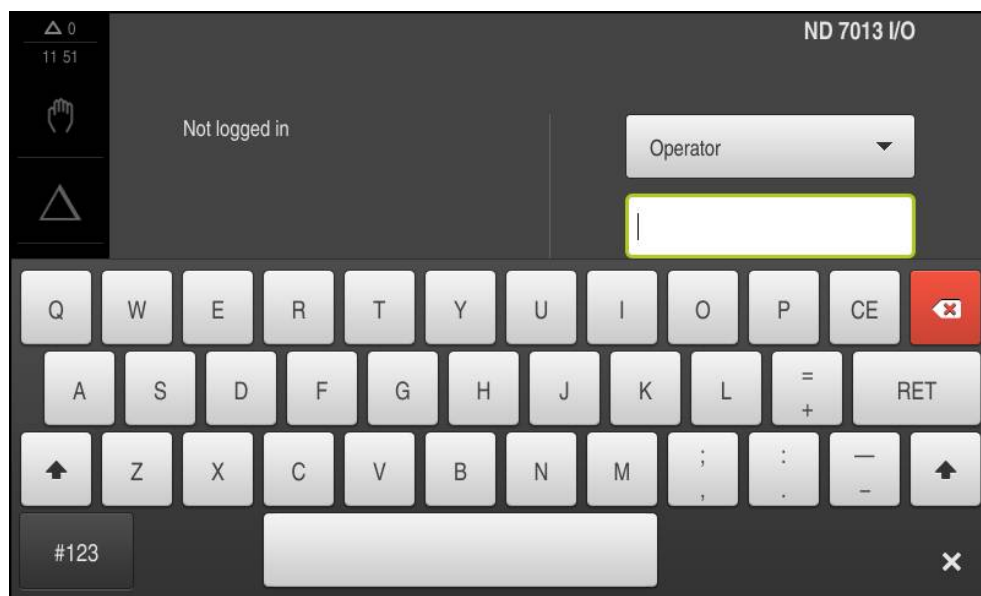 0
ND 7013 I/O
11 51
Not logged in
Operator
Q W E R T Y U I O P CE
A S D F G H J K L = + RET
Z X C V B N M ; , : . — –
#123